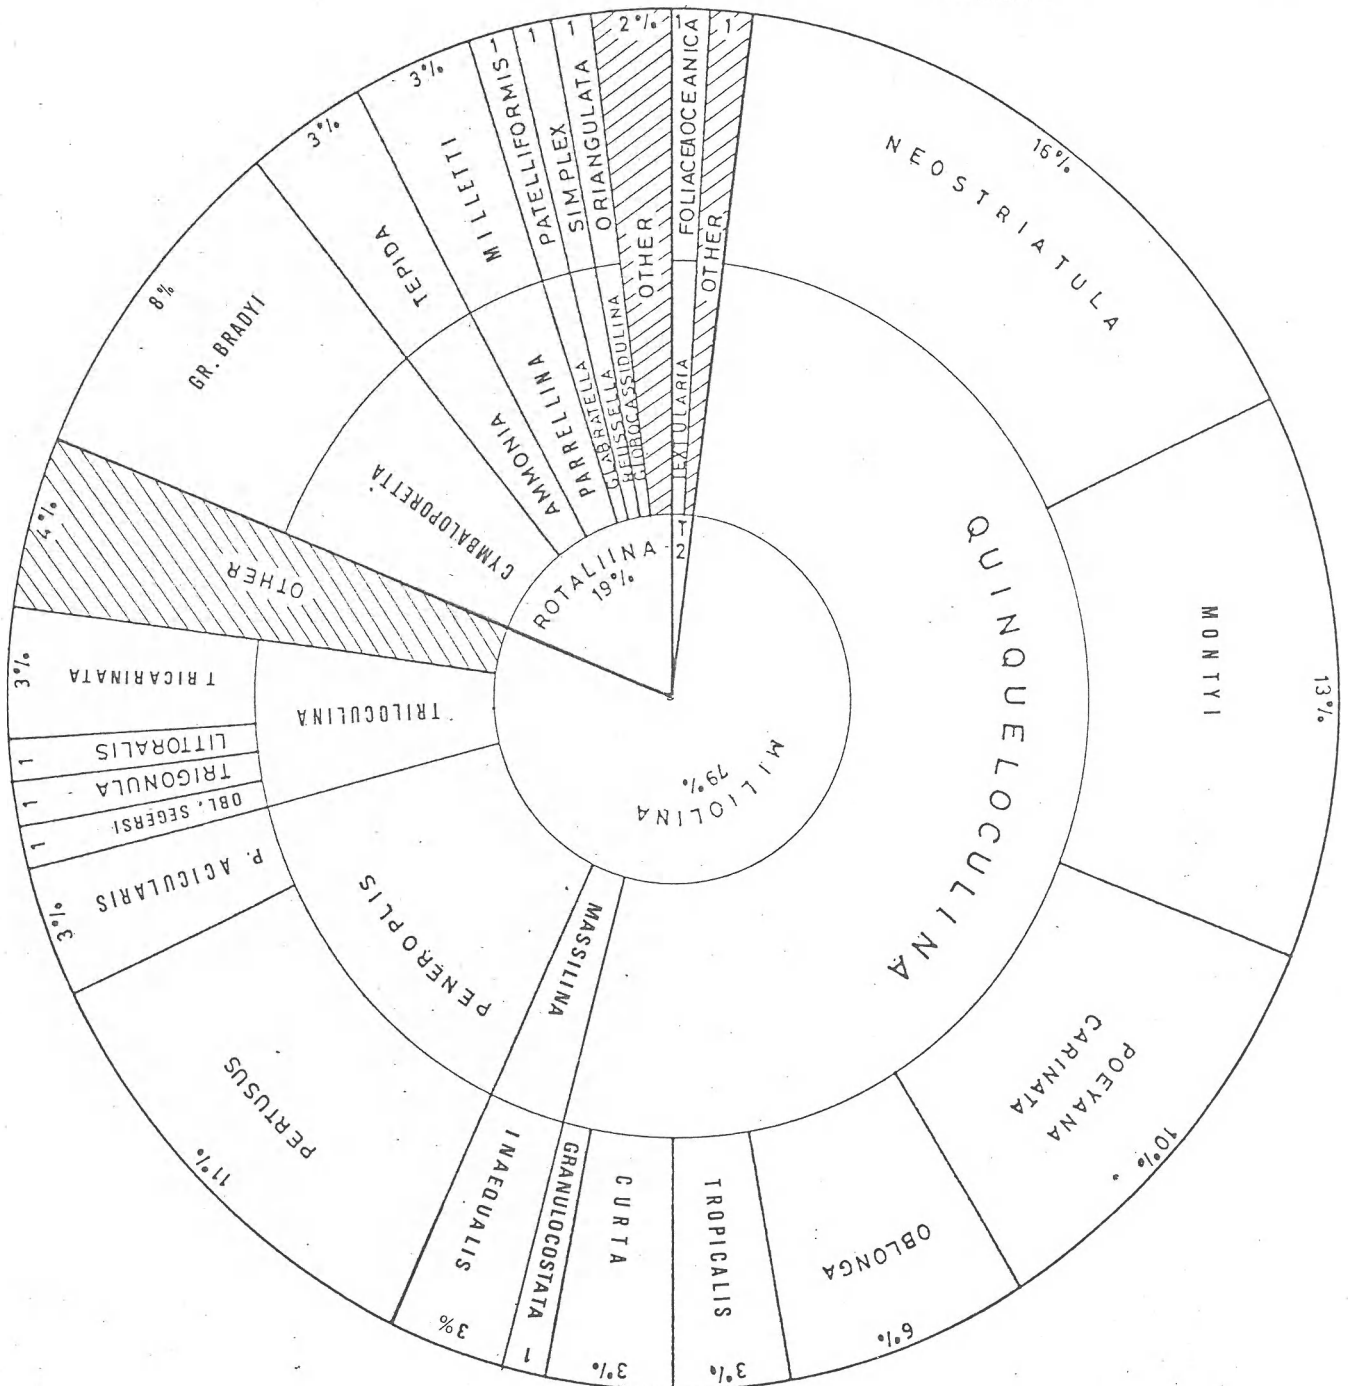 1
FOLIACEAOCEANICA
TEXTULARIA
1
OTHER
T
2
16%
NEOSTRIATULA
13%
MONTYI
10%
POEYANA
CARINATA
6%
OBLONGA
3%
TROPICALIS
3%
CURTA
QUINQUELOCULINA
1
GRANULOCOSTATA
3%
INAEQUALIS
MASSILINA
11%
PERTUSUS
3%
P. ACICULARIS
PENEROPLIS
1
OBL. SEGERSI
1
TRIGONULA
1
LITTORALIS
3%
TRICARINATA
TRILOCULINA
4%
OTHER
MILIOLINA
79%
8%
GR. BRADYI
CYMBALOPORETTA
3%
TEPIDA
AMMONIA
3%
MILLETTI
PARRELLINA
1
PATELLIFORMIS
GLABRATELLA
1
SIMPLEX
REISSELLA
1
ORIANGULATA
GLOBOCASSIDULINA
2%
OTHER
ROTALIINA
19%